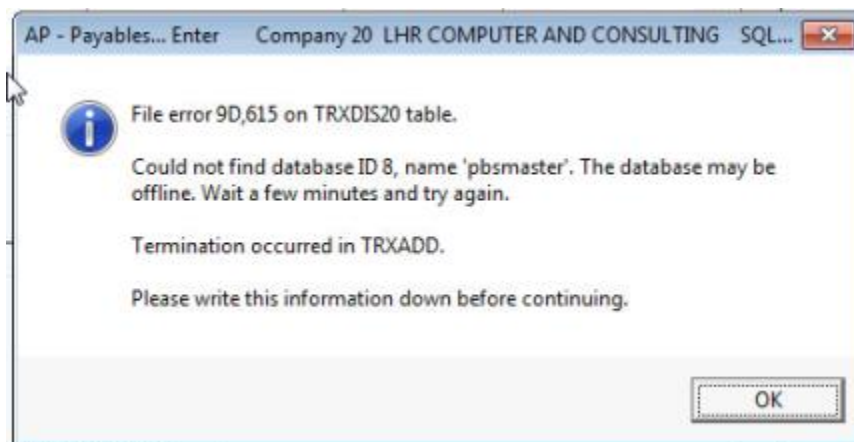 AP - Payables... Enter Company 20 LHR COMPUTER AND CONSULTING SQL...
File error 9D,615 on TRXDIS20 table.
Could not find database ID 8, name 'pbsmaster'. The database may be
offline. Wait a few minutes and try again.
Termination occurred in TRXADD.
Please write this information down before continuing.
OK